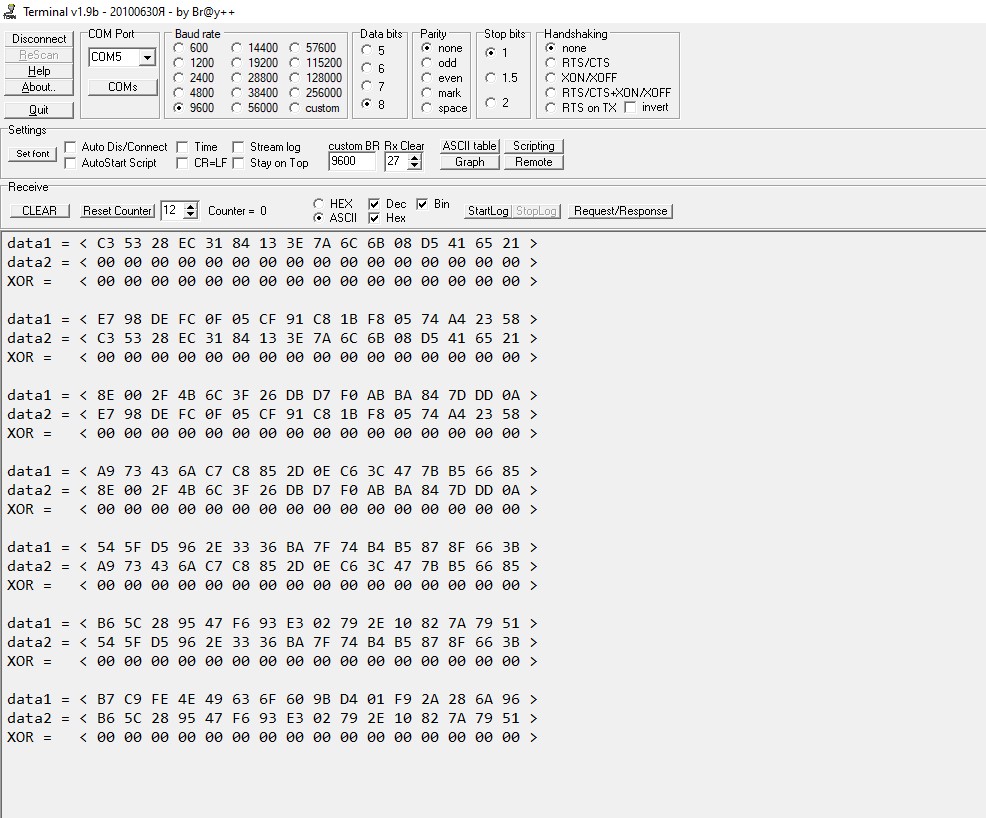 Terminal v1.9b - 20100630Я - by Br@y++
Disconnect
ReScan
Help
About..
Quit
COM Port
COM5
COMs
Baud rate
600 14400 57600
1200 19200 115200
2400 28800 128000
4800 38400 256000
9600 56000 custom
Data bits
5
6
7
8
Parity
none
odd
even
mark
space
Stop bits
1
1.5
2
Handshaking
none
RTS/CTS
XON/XOFF
RTS/CTS+XON/XOFF
RTS on TX invert
Settings
Set font
Auto Dis/Connect Time Stream log
AutoStart Script CR=LF Stay on Top
custom BR Rx Clear
9600 27
ASCII table Scripting
Graph Remote
Receive
CLEAR Reset Counter 12 Counter = 0
HEX Dec Bin
ASCII Hex
StartLog StopLog Request/Response
data1 = < C3 53 28 EC 31 84 13 3E 7A 6C 6B 08 D5 41 65 21 >
data2 = < 00 00 00 00 00 00 00 00 00 00 00 00 00 00 00 00 >
XOR = < 00 00 00 00 00 00 00 00 00 00 00 00 00 00 00 00 >
data1 = < E7 98 DE FC 0F 05 CF 91 C8 1B F8 05 74 A4 23 58 >
data2 = < C3 53 28 EC 31 84 13 3E 7A 6C 6B 08 D5 41 65 21 >
XOR = < 00 00 00 00 00 00 00 00 00 00 00 00 00 00 00 00 >
data1 = < 8E 00 2F 4B 6C 3F 26 DB D7 F0 AB BA 84 7D DD 0A >
data2 = < E7 98 DE FC 0F 05 CF 91 C8 1B F8 05 74 A4 23 58 >
XOR = < 00 00 00 00 00 00 00 00 00 00 00 00 00 00 00 00 >
data1 = < A9 73 43 6A C7 C8 85 2D 0E C6 3C 47 7B B5 66 85 >
data2 = < 8E 00 2F 4B 6C 3F 26 DB D7 F0 AB BA 84 7D DD 0A >
XOR = < 00 00 00 00 00 00 00 00 00 00 00 00 00 00 00 00 >
data1 = < 54 5F D5 96 2E 33 36 BA 7F 74 B4 B5 87 8F 66 3B >
data2 = < A9 73 43 6A C7 C8 85 2D 0E C6 3C 47 7B B5 66 85 >
XOR = < 00 00 00 00 00 00 00 00 00 00 00 00 00 00 00 00 >
data1 = < B6 5C 28 95 47 F6 93 E3 02 79 2E 10 82 7A 79 51 >
data2 = < 54 5F D5 96 2E 33 36 BA 7F 74 B4 B5 87 8F 66 3B >
XOR = < 00 00 00 00 00 00 00 00 00 00 00 00 00 00 00 00 >
data1 = < B7 C9 FE 4E 49 63 6F 60 9B D4 01 F9 2A 28 6A 96 >
data2 = < B6 5C 28 95 47 F6 93 E3 02 79 2E 10 82 7A 79 51 >
XOR = < 00 00 00 00 00 00 00 00 00 00 00 00 00 00 00 00 >